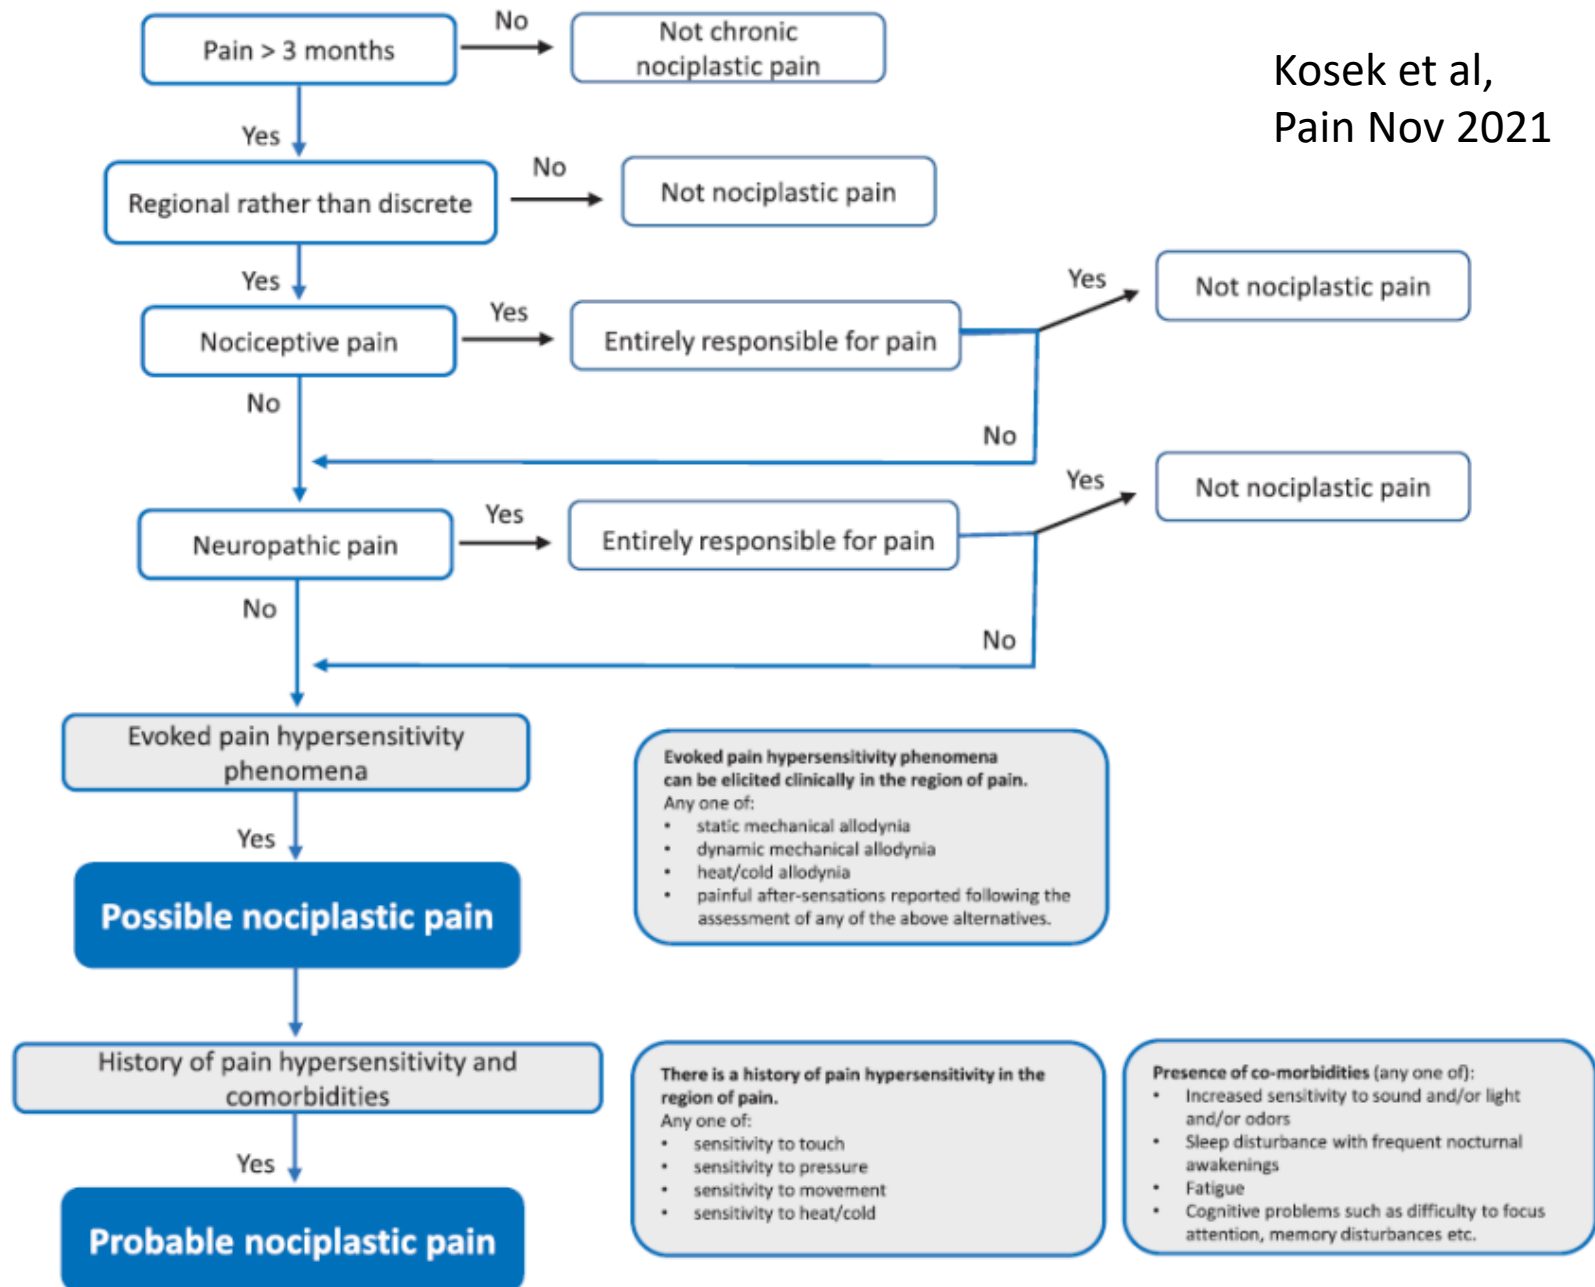 Kosek et al,
Pain Nov 2021
Pain > 3 months
No
Not chronic
nociplastic pain
Yes
Regional rather than discrete
No
Not nociplastic pain
Yes
Nociceptive pain
Yes
Entirely responsible for pain
Yes
Not nociplastic pain
No
No
Neuropathic pain
Yes
Entirely responsible for pain
Yes
Not nociplastic pain
No
No
Evoked pain hypersensitivity
phenomena
Evoked pain hypersensitivity phenomena
can be elicited clinically in the region of pain.
Any one of:
• static mechanical allodynia
• dynamic mechanical allodynia
• heat/cold allodynia
• painful after-sensations reported following the
assessment of any of the above alternatives.
Yes
Possible nociplastic pain
History of pain hypersensitivity and
comorbidities
There is a history of pain hypersensitivity in the
region of pain.
Any one of:
• sensitivity to touch
• sensitivity to pressure
• sensitivity to movement
• sensitivity to heat/cold
Presence of co-morbidities (any one of):
• Increased sensitivity to sound and/or light
and/or odors
• Sleep disturbance with frequent nocturnal
awakenings
• Fatigue
• Cognitive problems such as difficulty to focus
attention, memory disturbances etc.
Yes
Probable nociplastic pain